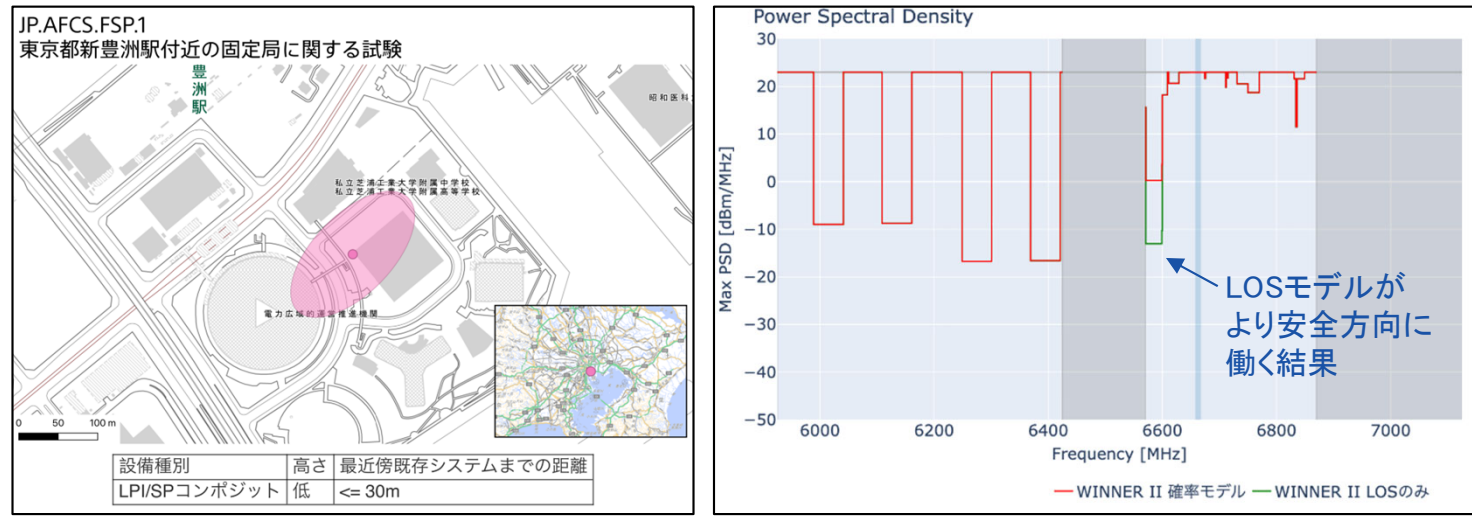 JP.AFCS.FSP.1
東京都新豊洲駅付近の固定局に関する試験
豊洲駅
昭和医科
私立芝浦工業大学附属中学校
私立芝浦工業大学附属高等学校
電力広域的運営推進機関
0 50 100 m
設備種別 高さ 最近傍既存システムまでの距離
LPI/SPコンポジット 低 <= 30m
Power Spectral Density
30
20
10
0
−10
−20
−30
−40
−50
Max PSD [dBm/MHz]
6000 6200 6400 6600 6800 7000
Frequency [MHz]
LOSモデルが
より安全方向に
働く結果
WINNER II 確率モデル WINNER II LOSのみ